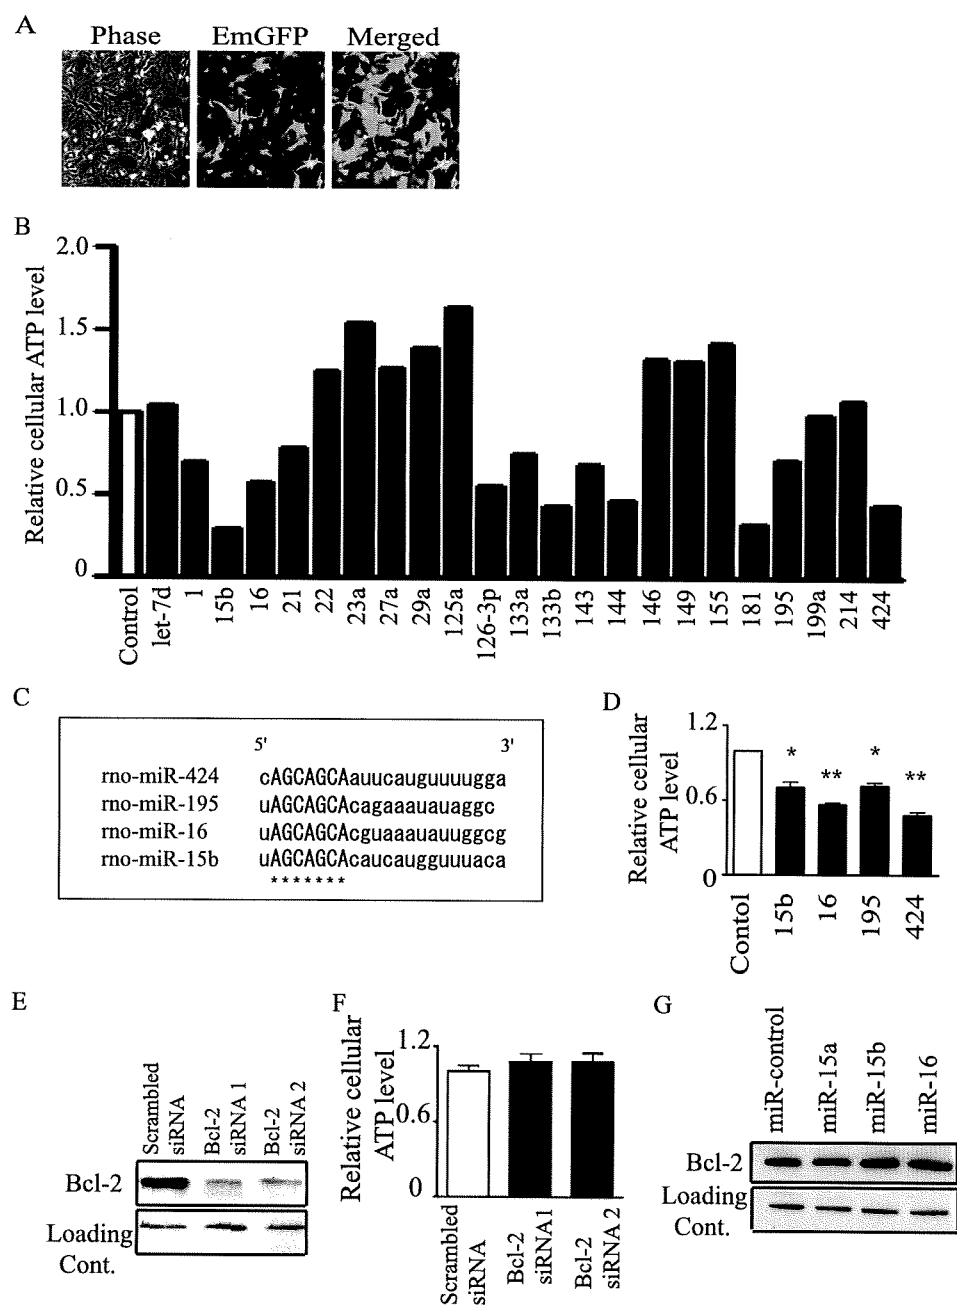 A
Phase EmGFP Merged
B
Relative cellular ATP level
2.0
1.5
1.0
0.5
0
Control let-7d 1 15b 16 21 22 23a 27a 29a 125a 126-3p 133a 133b 143 144 146 149 155 181 195 199a 214 424
C
5' 3'
rno-miR-424 cAGCAGCAauucauguuuugga
rno-miR-195 uAGCAGCAcagaaauauaggc
rno-miR-16 uAGCAGCAcguaaauauuggcg
rno-miR-15b uAGCAGCAcaucaugguuuaca
*******
D
Relative cellular
ATP level
1.2
0.6
0
* ** * **
Contol 15b 16 195 424
E
Scrambled
siRNA
Bcl-2
siRNA 1
Bcl-2
siRNA 2
Bcl-2
Loading
Cont.
F
Relative cellular
ATP level
1.2
0.6
0
Scrambled
siRNA
Bcl-2
siRNA 1
Bcl-2
siRNA 2
G
miR-control miR-15a miR-15b miR-16
Bcl-2
Loading
Cont.